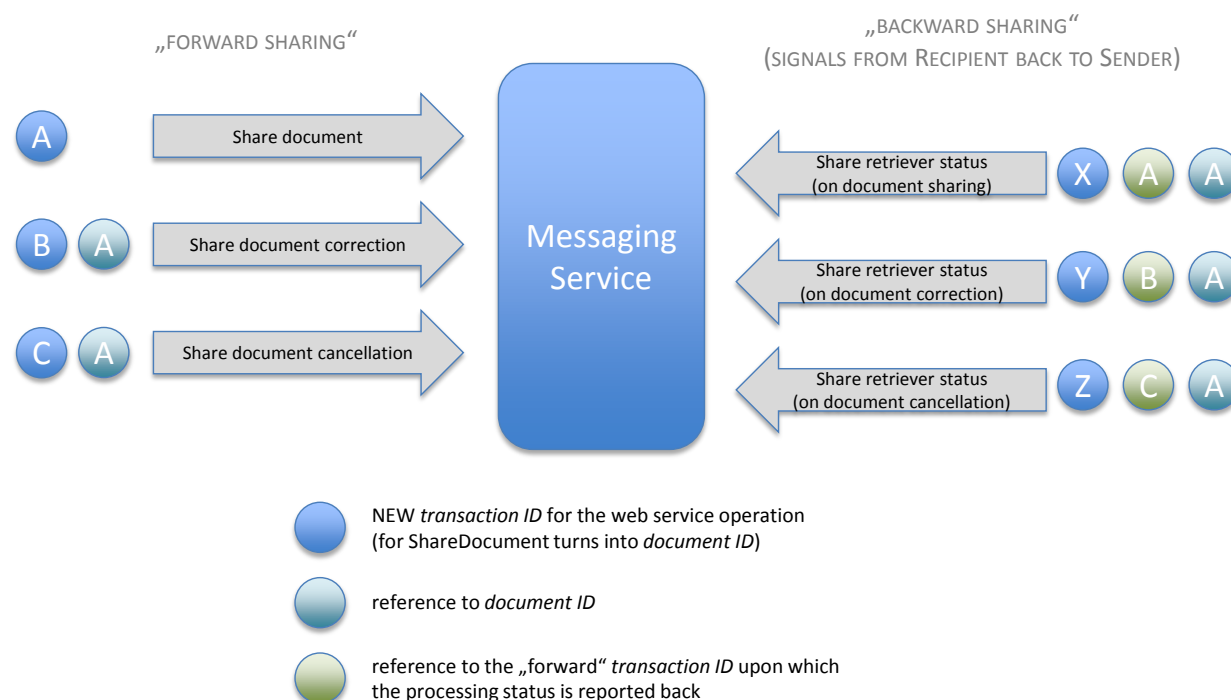 „FORWARD SHARING“
„BACKWARD SHARING“
(SIGNALS FROM RECIPIENT BACK TO SENDER)
A
Share document
B A
Share document correction
C A
Share document cancellation
Messaging
Service
Share retriever status
(on document sharing)
X A A
Share retriever status
(on document correction)
Y B A
Share retriever status
(on document cancellation)
Z C A
NEW transaction ID for the web service operation
(for ShareDocument turns into document ID)
reference to document ID
reference to the „forward“ transaction ID upon which
the processing status is reported back